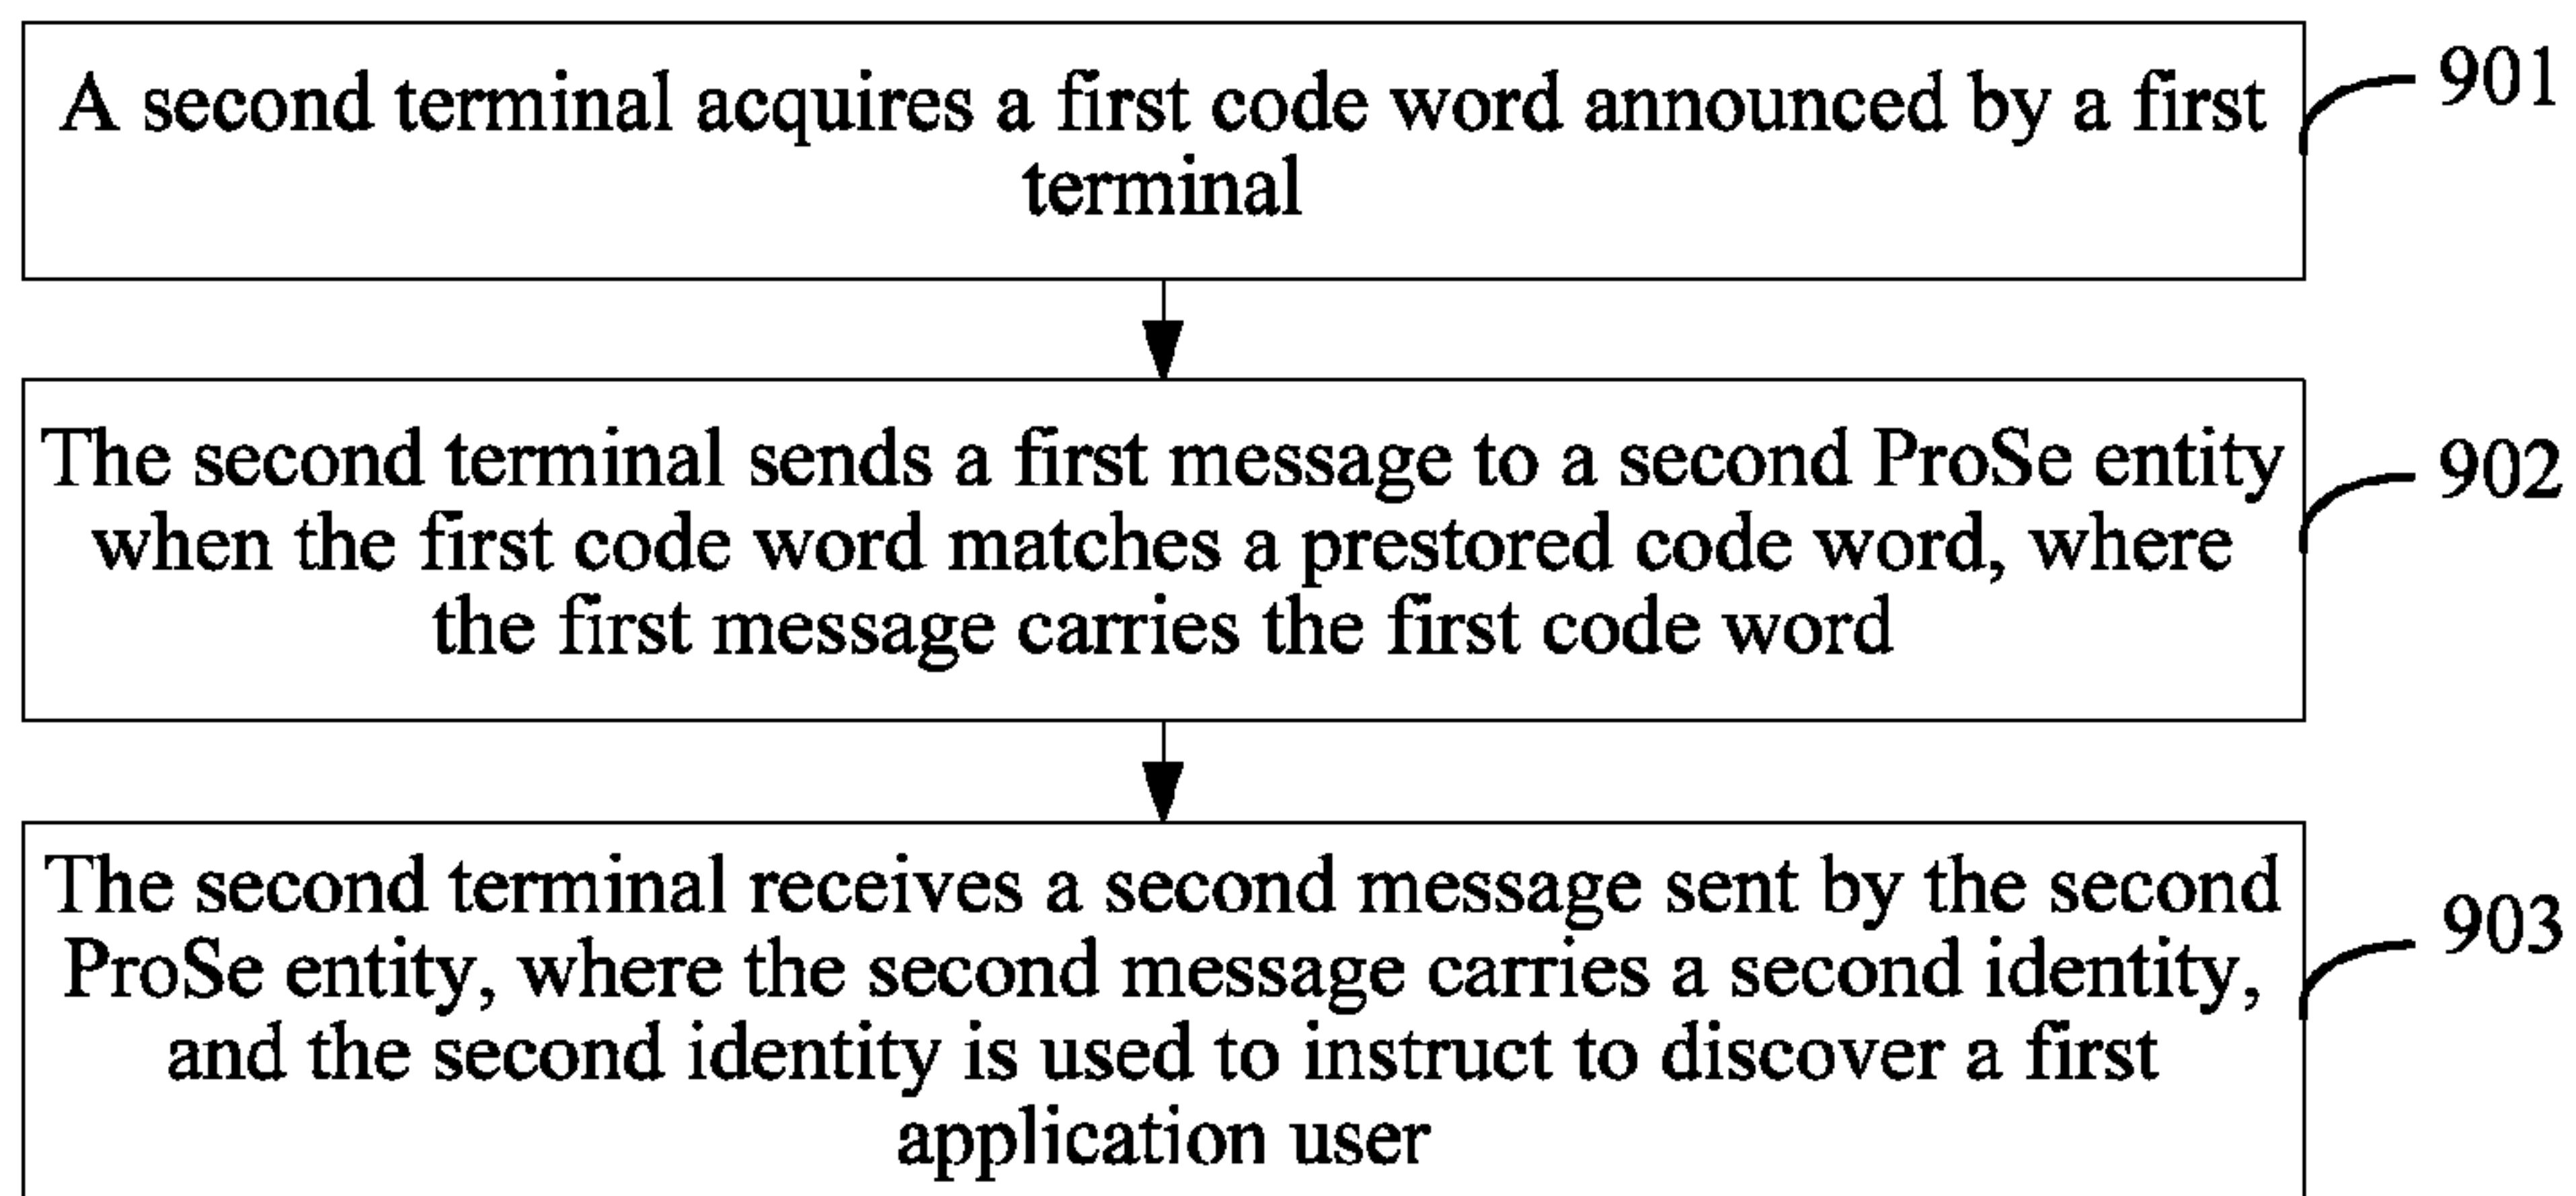 A second terminal acquires a first code word announced by a first
terminal
901
The second terminal sends a first message to a second ProSe entity
when the first code word matches a prestored code word, where
the first message carries the first code word
902
The second terminal receives a second message sent by the second
ProSe entity, where the second message carries a second identity,
and the second identity is used to instruct to discover a first
application user
903